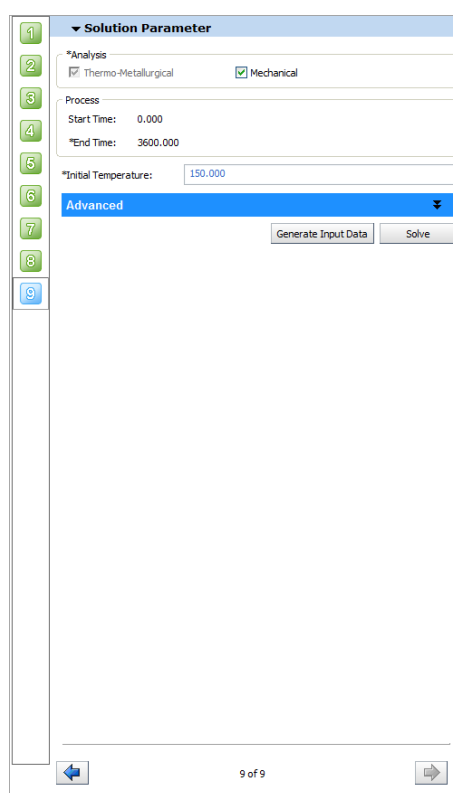 Solution Parameter
*Analysis
Thermo-Metallurgical Mechanical
Process
Start Time: 0.000
*End Time: 3600.000
*Initial Temperature: 150.000
Advanced
Generate Input Data Solve
1
2
3
4
5
6
7
8
9
9 of 9